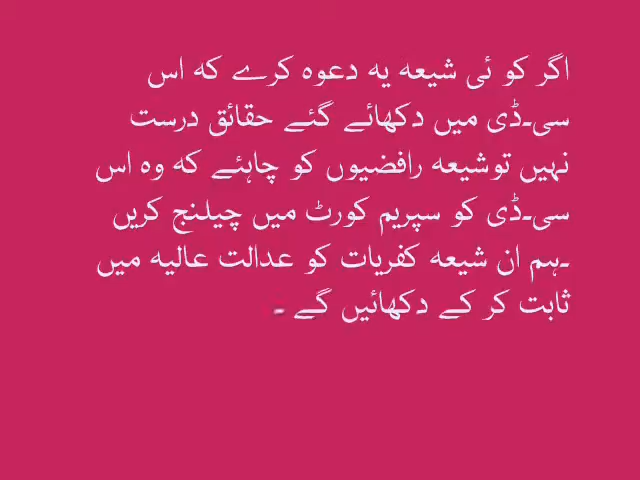 اگر کو ئی شیعہ یہ دعوہ کرے کہ اس
سی۔ڈی میں دکھائے گئے حقائق درست
نہیں توشیعہ رافضیوں کو چاہئے کہ وہ اس
سی۔ڈی کو سپریم کورٹ میں چیلنج کریں
۔ہم ان شیعہ کفریات کو عدالت عالیہ میں
ثابت کر کے دکھائیں گے ۔